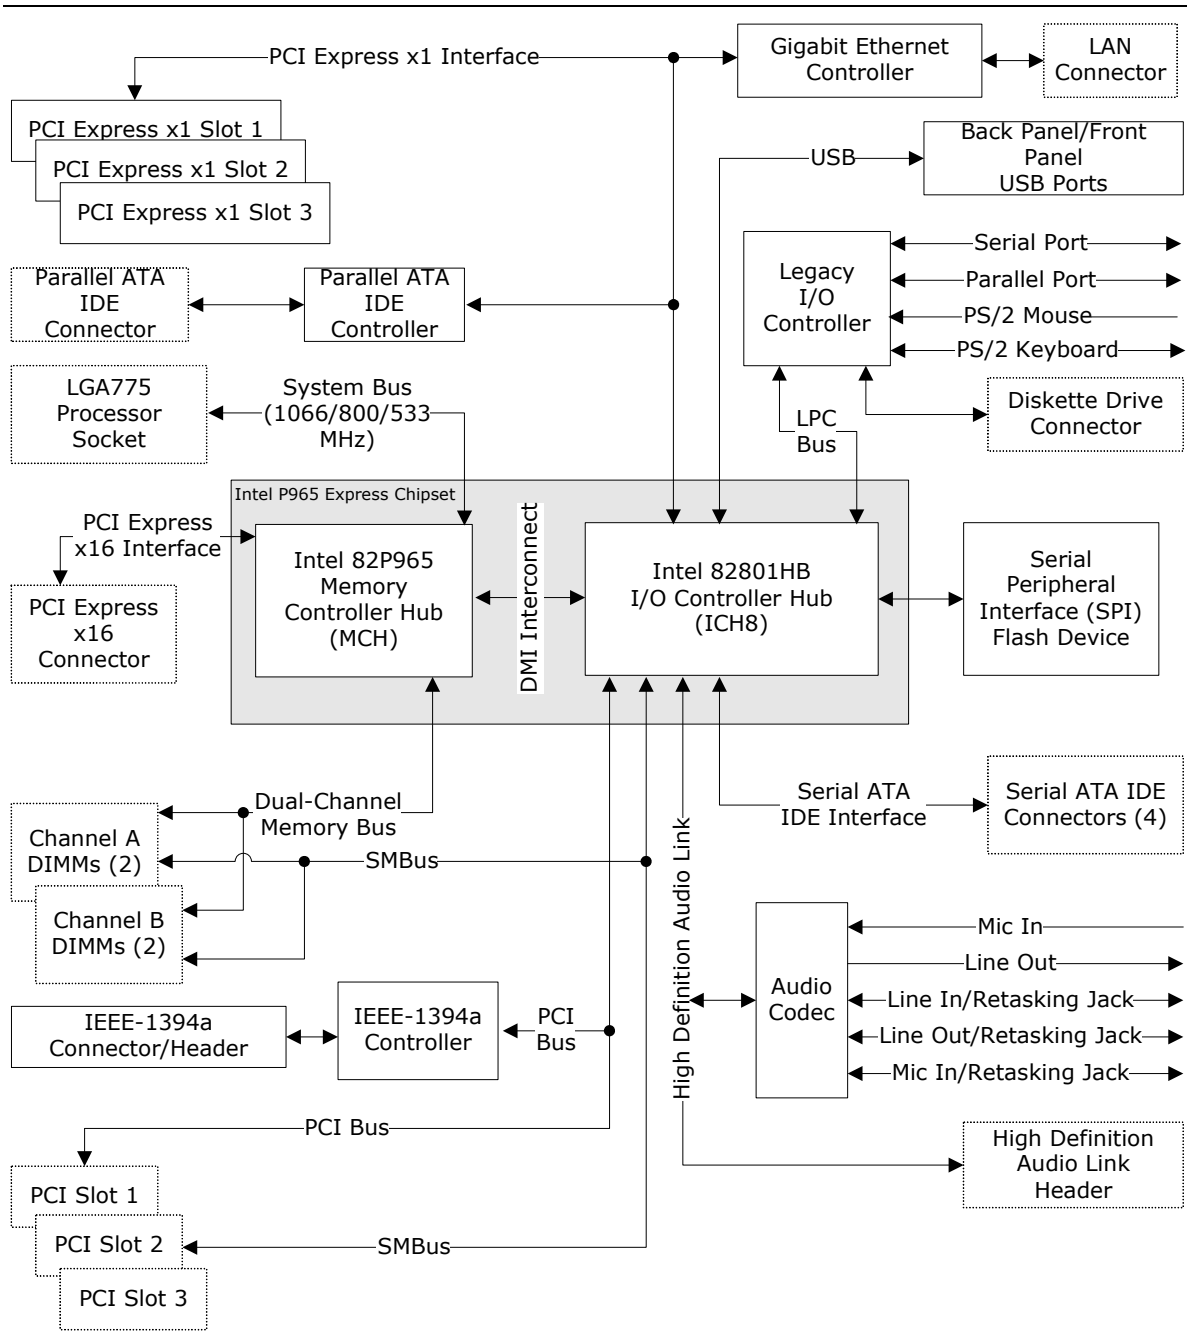 PCI Express x1 Interface
Gigabit Ethernet
Controller
LAN
Connector
PCI Express x1 Slot 1
PCI Express x1 Slot 2
PCI Express x1 Slot 3
USB
Back Panel/Front
Panel
USB Ports
Legacy
I/O
Controller
Serial Port
Parallel Port
PS/2 Mouse
PS/2 Keyboard
Parallel ATA
IDE
Connector
Parallel ATA
IDE
Controller
LGA775
Processor
Socket
System Bus
(1066/800/533
MHz)
LPC
Bus
Diskette Drive
Connector
Intel P965 Express Chipset
PCI Express
x16 Interface
PCI Express
x16
Connector
Intel 82P965
Memory
Controller Hub
(MCH)
DMI Interconnect
Intel 82801HB
I/O Controller Hub
(ICH8)
Serial
Peripheral
Interface (SPI)
Flash Device
Dual-Channel
Memory Bus
Channel A
DIMMs (2)
SMBus
Channel B
DIMMs (2)
Serial ATA
IDE Interface
Serial ATA IDE
Connectors (4)
High Definition Audio Link
Audio
Codec
Mic In
Line Out
Line In/Retasking Jack
Line Out/Retasking Jack
Mic In/Retasking Jack
IEEE-1394a
Connector/Header
IEEE-1394a
Controller
PCI
Bus
PCI Bus
High Definition
Audio Link
Header
PCI Slot 1
PCI Slot 2
PCI Slot 3
SMBus